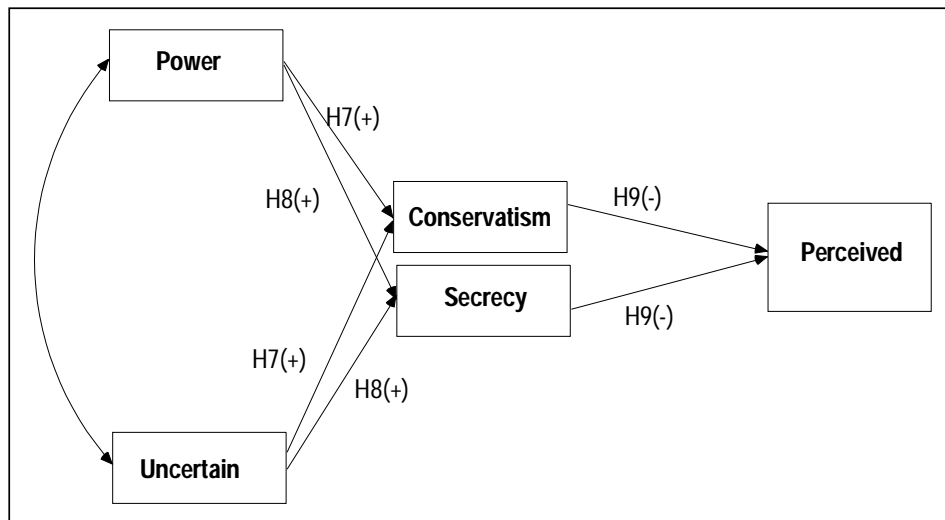 Power
H7(+)
H8(+)
Conservatism
H9(-)
Perceived
Secrecy
H9(-)
H7(+)
H8(+)
Uncertain